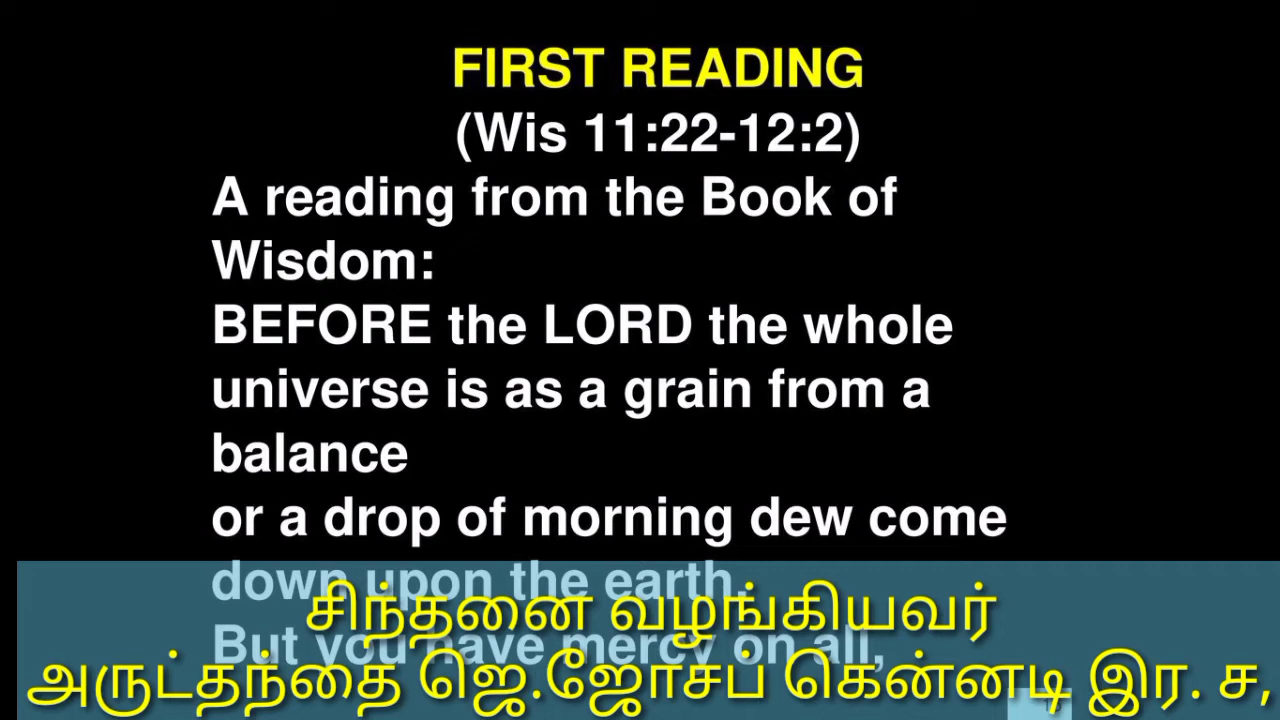 FIRST READING
(Wis 11:22-12:2)
A reading from the Book of
Wisdom:
BEFORE the LORD the whole
universe is as a grain from a
balance
or a drop of morning dew come
down upon the earth.
But you have mercy on all,
சிந்தனை வழங்கியவர்
அருட்தந்தை ஜெ.ஜோசப் கென்னடி இர. ச,